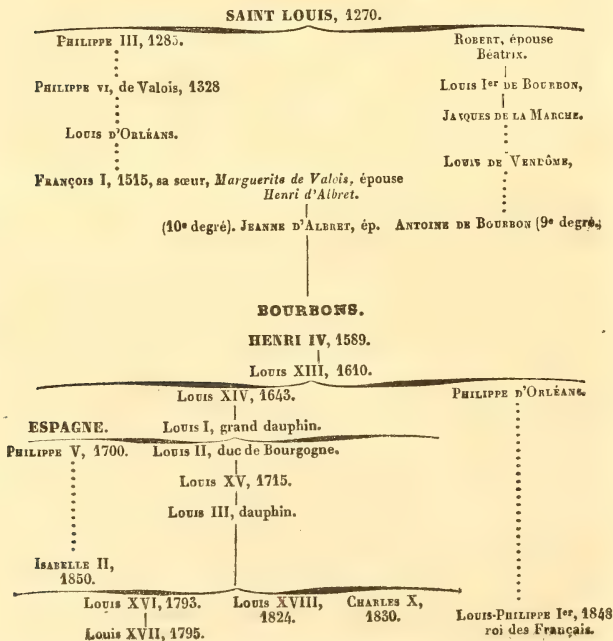 SAINT LOUIS, 1270.
PHILIPPE III, 1285.
ROBERT, épouse
Béatrix.
PHILIPPE VI, de Valois, 1328
LOUIS Ier DE BOURBON,
JACQUES DE LA MARCHE.
LOUIS D'ORLÉANS.
LOUIS DE VENDÔME,
FRANÇOIS I, 1515, sa sœur, Marguerite de Valois, épouse
Henri d'Albret.
(10e degré). JEANNE D'ALBRET, ép. ANTOINE DE BOURBON (9e degré,
BOURBONS.
HENRI IV, 1589.
LOUIS XIII, 1610.
LOUIS XIV, 1643.
PHILIPPE D'ORLÉANS.
ESPAGNE.
LOUIS I, grand dauphin.
PHILIPPE V, 1700.
LOUIS II, duc de Bourgogne.
LOUIS XV, 1715.
LOUIS III, dauphin.
ISABELLE II,
1850.
LOUIS XVI, 1793.
LOUIS XVIII,
1824.
CHARLES X,
1830.
LOUIS-PHILIPPE Ier, 1848
roi des Français.
LOUIS XVII, 1795.